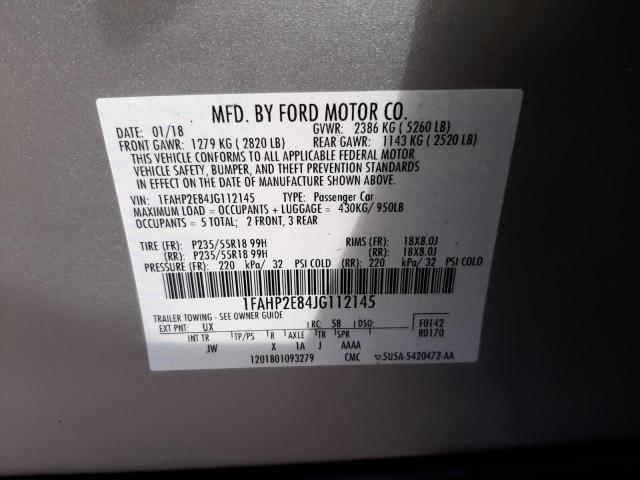 MFD. BY FORD MOTOR CO.
DATE: 01/18 GVWR: 2386 KG ( 5260 LB)
FRONT GAWR: 1279 KG ( 2820 LB) REAR GAWR: 1143 KG ( 2520 LB)
THIS VEHICLE CONFORMS TO ALL APPLICABLE FEDERAL MOTOR
VEHICLE SAFETY, BUMPER, AND THEFT PREVENTION STANDARDS
IN EFFECT ON THE DATE OF MANUFACTURE SHOWN ABOVE.
VIN: 1FAHP2E84JG112145 TYPE: Passenger Car
MAXIMUM LOAD = OCCUPANTS + LUGGAGE = 430KG/ 950LB
OCCUPANTS = 5 TOTAL; 2 FRONT, 3 REAR
TIRE (FR): P235/55R18 99H RIMS (FR): 18X8.0J
(RR): P235/55R18 99H (RR): 18X8.0J
PRESSURE (FR): 220 kPa/ 32 PSI COLD (RR): 220 kPa/ 32 PSI COLD
1FAHP2E84JG112145
TRAILER TOWING - SEE OWNER GUIDE
EXT PNT: UX RC: 58 DSO: F0142
INT TR TP/PS R AXLE TR SPR R0170
JW X 1A J AAAA
1201801093279 CMC ▽5U5A-5420472-AA